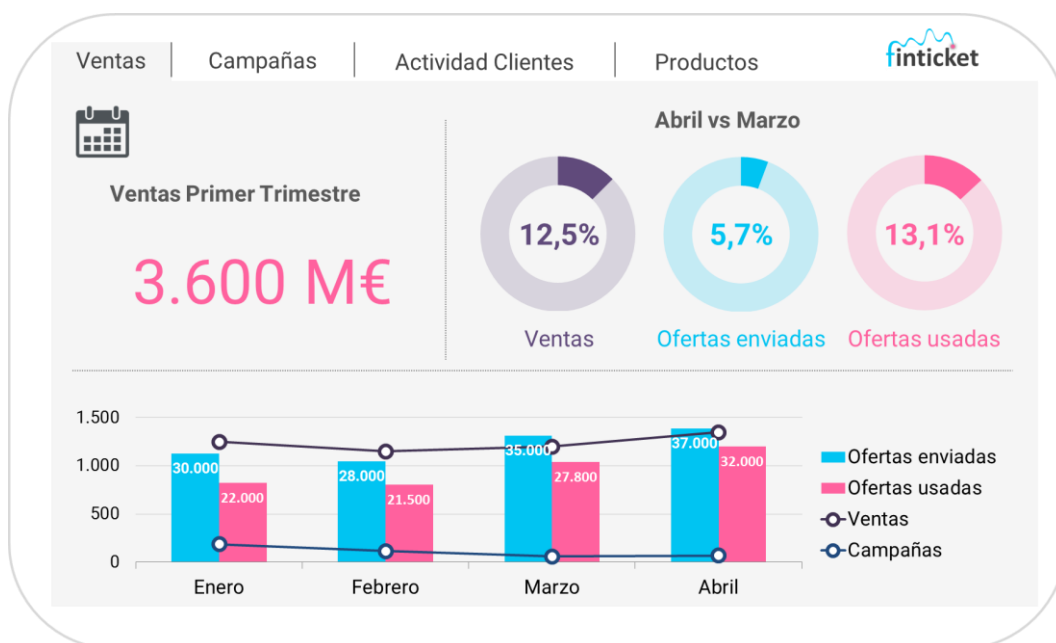 Ventas
Campañas
Actividad Clientes
Productos
finticket
Ventas Primer Trimestre
3.600 M€
Abril vs Marzo
12,5%
5,7%
13,1%
Ventas
Ofertas enviadas
Ofertas usadas
1.500
1.000
500
0
30.000
22.000
28.000
21.500
35.000
27.800
37.000
32.000
Enero
Febrero
Marzo
Abril
Ofertas enviadas
Ofertas usadas
Ventas
Campañas